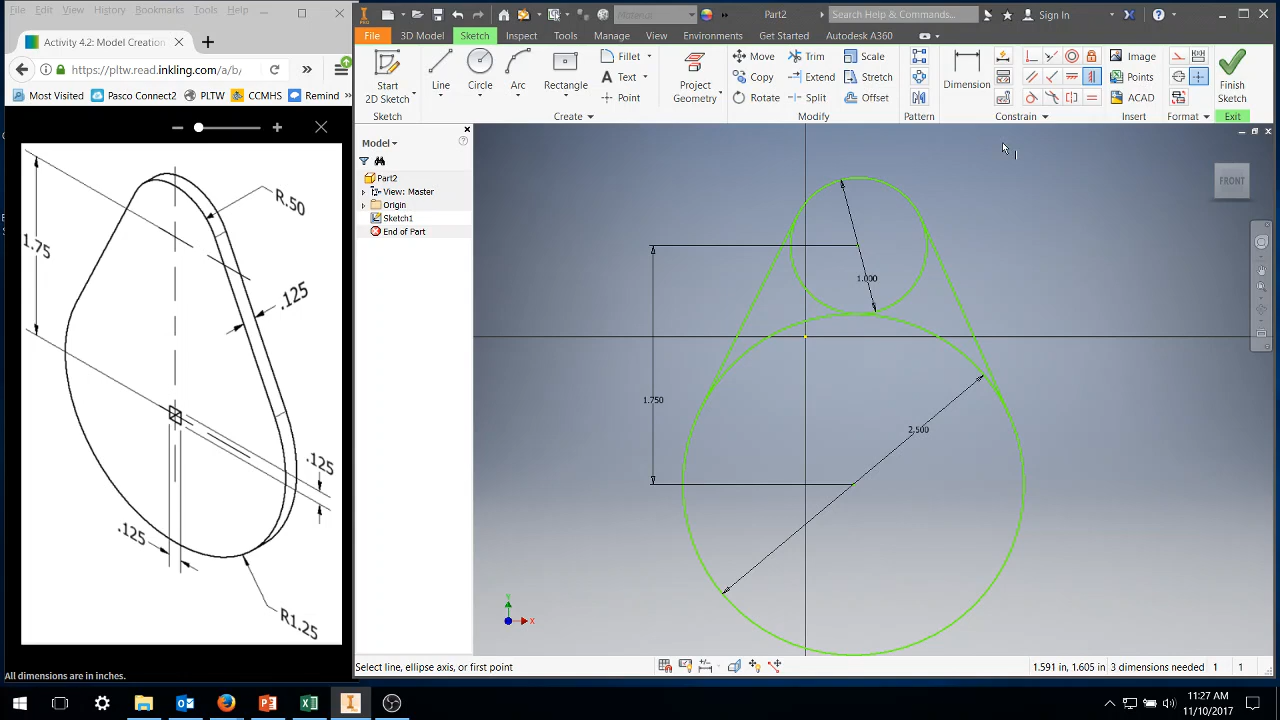 File Edit View History Bookmarks Tools Help
Activity 4.2: Model Creation
https://pltw.read.inkling.com/a/b/
Most Visited Pasco Connect2 PLTW CCMHS Remind
1.75
R.50
.125
.125
.125
R1.25
All dimensions are in inches.
PRO
Material
Part2
Search Help & Commands...
Sign In
File 3D Model Sketch Inspect Tools Manage View Environments Get Started Autodesk A360
Start
2D Sketch
Sketch
Line Circle Arc Rectangle
Fillet
Text
Point
Create
Project
Geometry
Move Trim Scale
Copy Extend Stretch
Rotate Split Offset
Modify
Pattern
Dimension
Constrain
Image
Points
ACAD
Insert
Format
Finish
Sketch
Exit
Model
Part2
View: Master
Origin
Sketch1
End of Part
FRONT
1.000
1.750
2.500
Y
X
Select line, ellipse axis, or first point
1.591 in, 1.605 in 3 dimensions needed 1 1
11:27 AM
11/10/2017